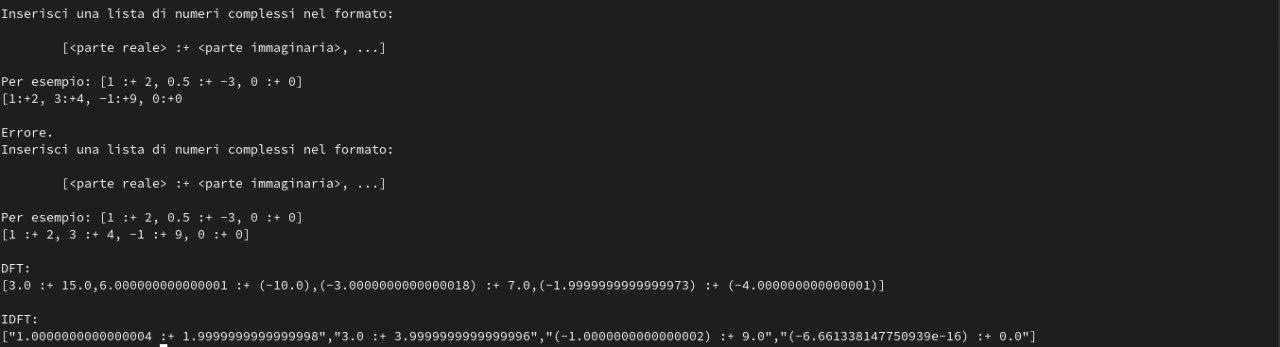 Inserisci una lista di numeri complessi nel formato:
[<parte reale> :+ <parte immaginaria>, ...]
Per esempio: [1 :+ 2, 0.5 :+ -3, 0 :+ 0]
[1:+2, 3:+4, -1:+9, 0:+0
Errore.
Inserisci una lista di numeri complessi nel formato:
[<parte reale> :+ <parte immaginaria>, ...]
Per esempio: [1 :+ 2, 0.5 :+ -3, 0 :+ 0]
[1 :+ 2, 3 :+ 4, -1 :+ 9, 0 :+ 0]
DFT:
[3.0 :+ 15.0,6.000000000000001 :+ (-10.0),(-3.0000000000000018) :+ 7.0,(-1.9999999999999973) :+ (-4.000000000000001)]
IDFT:
["1.0000000000000004 :+ 1.9999999999999998","3.0 :+ 3.9999999999999996","(-1.0000000000000002) :+ 9.0","(-6.661338147750939e-16) :+ 0.0"]